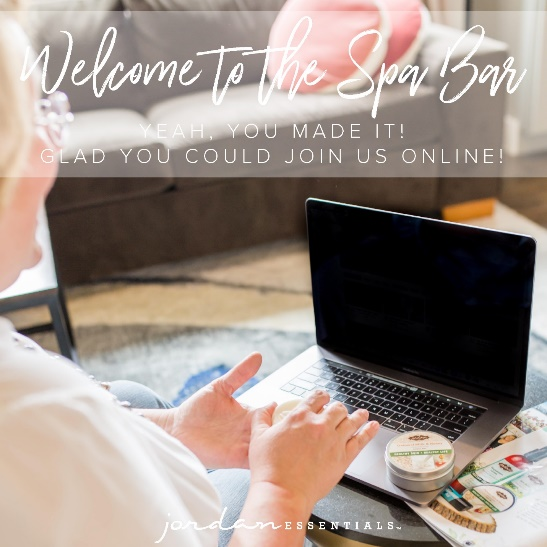 Welcome to the Spa Bar
YEAH, YOU MADE IT!
GLAD YOU COULD JOIN US ONLINE!
jordan ESSENTIALS